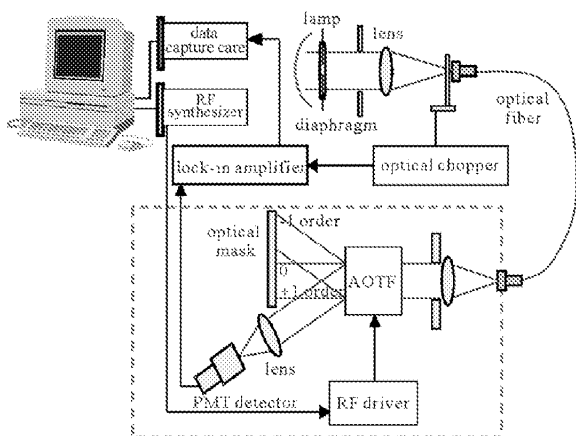 data
capture care
RF synthesizer
lamp
lens
diaphragm
optical
fiber
lock-in amplifier
optical chopper
optical
mask
-1 order
0
+1 order
AOTF
lens
PMT detector
RF driver